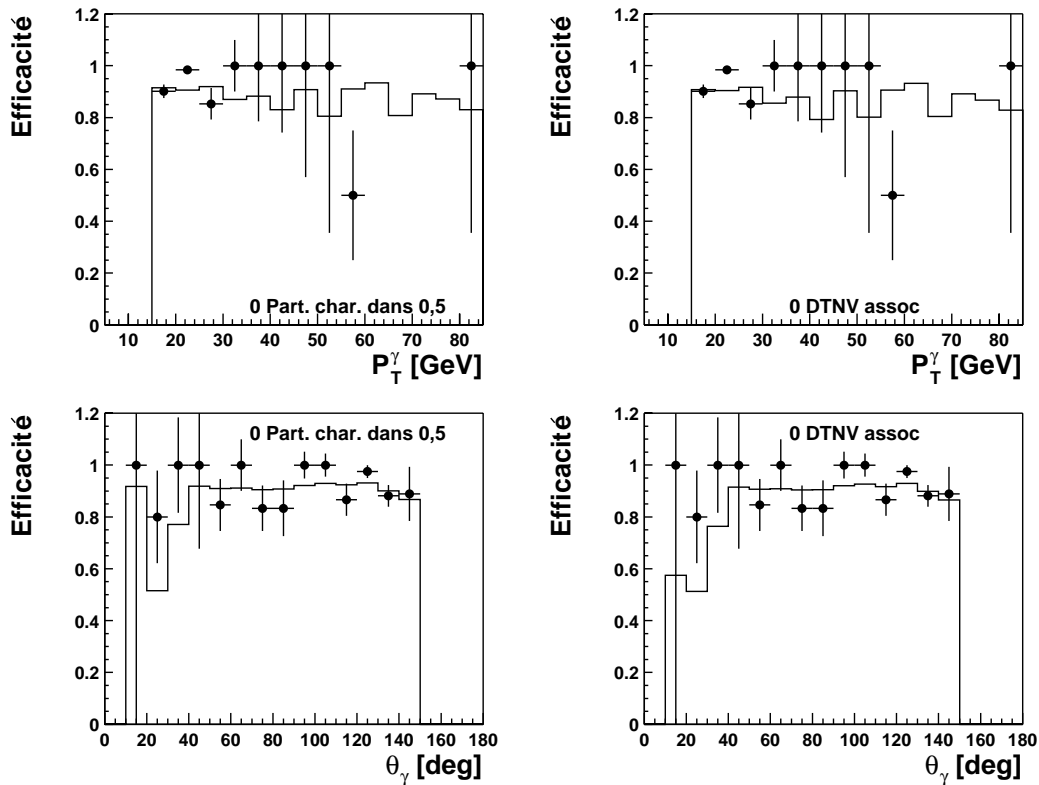 Efficacité
1.2
1
0.8
0.6
0.4
0.2
0
0 Part. char. dans 0,5
10 20 30 40 50 60 70 80
P_T^γ [GeV]
Efficacité
1.2
1
0.8
0.6
0.4
0.2
0
0 DTNV assoc
10 20 30 40 50 60 70 80
P_T^γ [GeV]
Efficacité
1.2
1
0.8
0.6
0.4
0.2
0
0 Part. char. dans 0,5
0 20 40 60 80 100 120 140 160 180
θ_γ [deg]
Efficacité
1.2
1
0.8
0.6
0.4
0.2
0
0 DTNV assoc
0 20 40 60 80 100 120 140 160 180
θ_γ [deg]